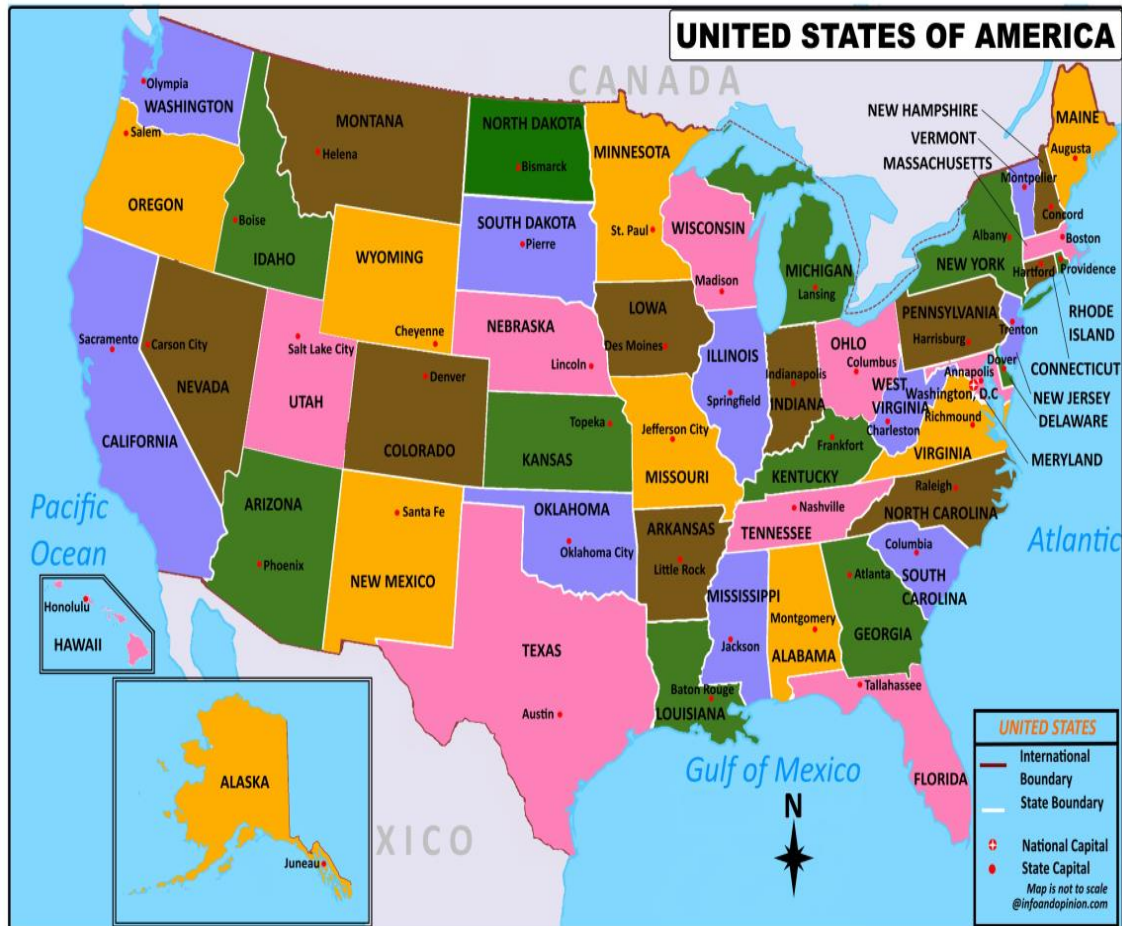 UNITED STATES OF AMERICA
CANADA
Olympia
WASHINGTON
Salem
OREGON
MONTANA
Helena
Boise
IDAHO
NORTH DAKOTA
Bismarck
MINNESOTA
St. Paul
SOUTH DAKOTA
Pierre
WYOMING
Cheyenne
WISCONSIN
Madison
MICHIGAN
Lansing
NEW HAMPSHIRE
VERMONT
MASSACHUSETTS
MAINE
Augusta
Montpelier
Concord
Albany
NEW YORK
Boston
Hartford
Providence
RHODE
ISLAND
CONNECTICUT
NEW JERSEY
DELAWARE
MERYLAND
PENNSYLVANIA
Harrisburg
Trenton
Dover
Annapolis
Washington, D.C
Sacramento
CALIFORNIA
Carson City
NEVADA
Salt Lake City
UTAH
Denver
COLORADO
NEBRASKA
Lincoln
LOWA
Des Moines
ILLINOIS
Springfield
Indianapolis
INDIANA
OHLO
Columbus
WEST
VIRGINIA
Charleston
Richmond
VIRGINIA
Topeka
KANSAS
Jefferson City
MISSOURI
Frankfort
KENTUCKY
Nashville
TENNESSEE
Raleigh
NORTH CAROLINA
Columbia
SOUTH
CAROLINA
ARIZONA
Phoenix
Santa Fe
NEW MEXICO
OKLAHOMA
Oklahoma City
ARKANSAS
Little Rock
MISSISSIPPI
Jackson
Montgomery
ALABAMA
Atlanta
GEORGIA
TEXAS
Austin
Baton Rouge
LOUISIANA
Tallahassee
FLORIDA
Pacific
Ocean
Atlantic
Gulf of Mexico
Honolulu
HAWAII
ALASKA
Juneau
XICO
N
UNITED STATES
International
Boundary
State Boundary
National Capital
State Capital
Map is not to scale
@infoandopinion.com